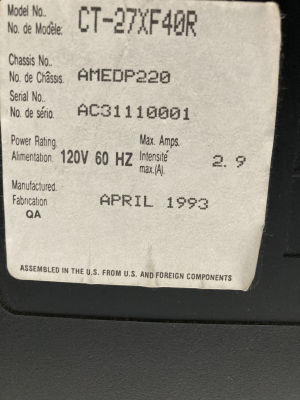 Model No..
No. de Modèle: CT-27XF40R
Chassis No..
No. de Châssis. AMEDP220
Serial No..
No. de sério. AC31110001
Power Rating Max. Amps.
Alimentation. 120V 60 HZ Intensité max.(A). 2.9
Manufactured.
Fabrication APRIL 1993
QA
ASSEMBLED IN THE U.S. FROM U.S. AND FOREIGN COMPONENTS